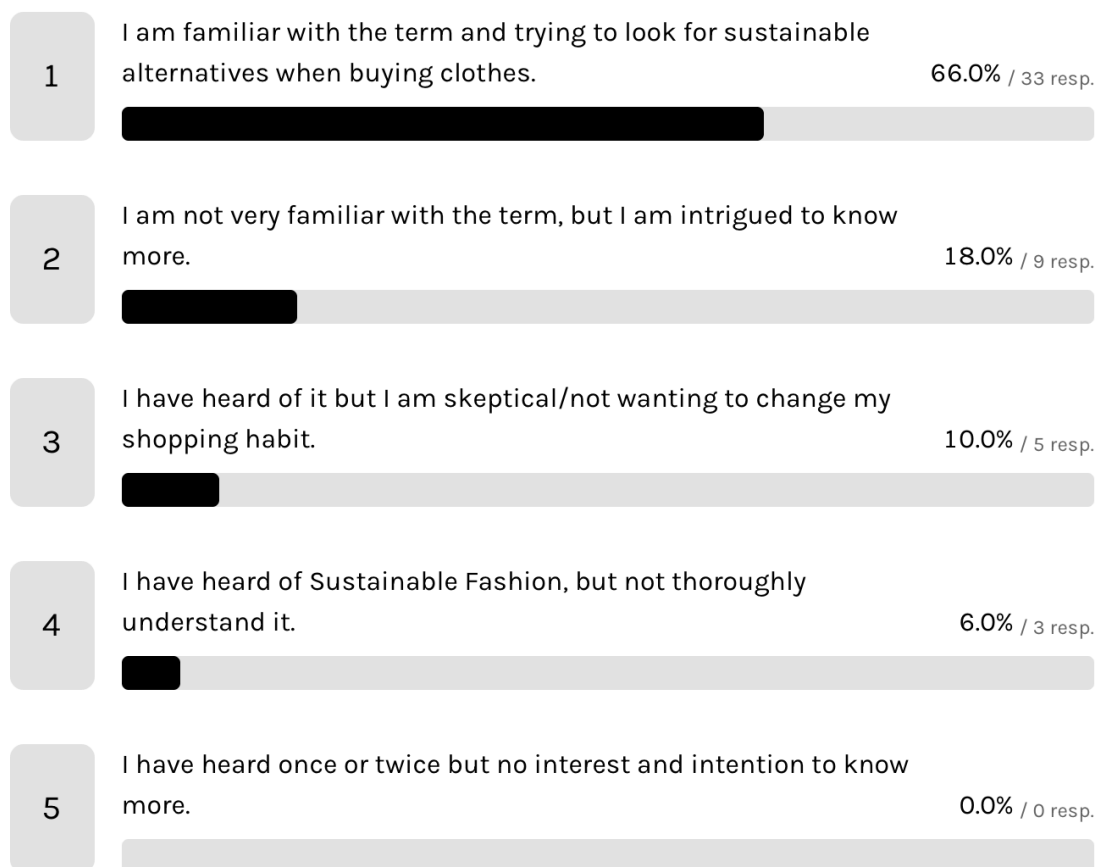 1
I am familiar with the term and trying to look for sustainable
alternatives when buying clothes.
66.0% / 33 resp.
2
I am not very familiar with the term, but I am intrigued to know
more.
18.0% / 9 resp.
3
I have heard of it but I am skeptical/not wanting to change my
shopping habit.
10.0% / 5 resp.
4
I have heard of Sustainable Fashion, but not thoroughly
understand it.
6.0% / 3 resp.
5
I have heard once or twice but no interest and intention to know
more.
0.0% / 0 resp.